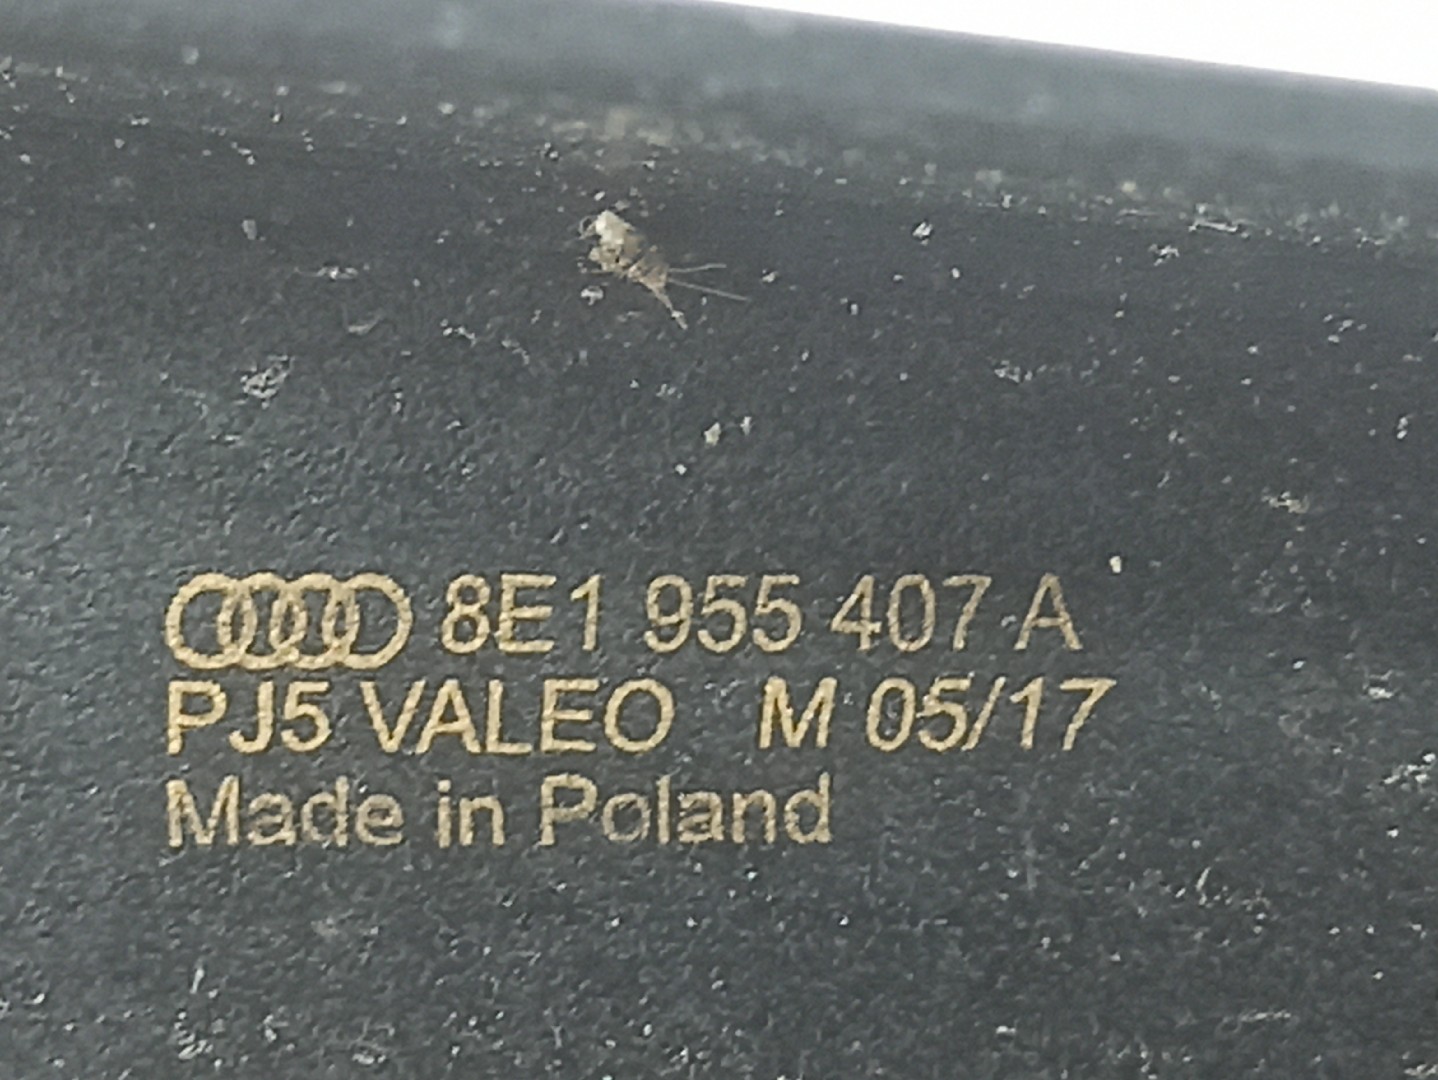 8E1 955 407 A
PJ5 VALEO M 05/17
Made in Poland